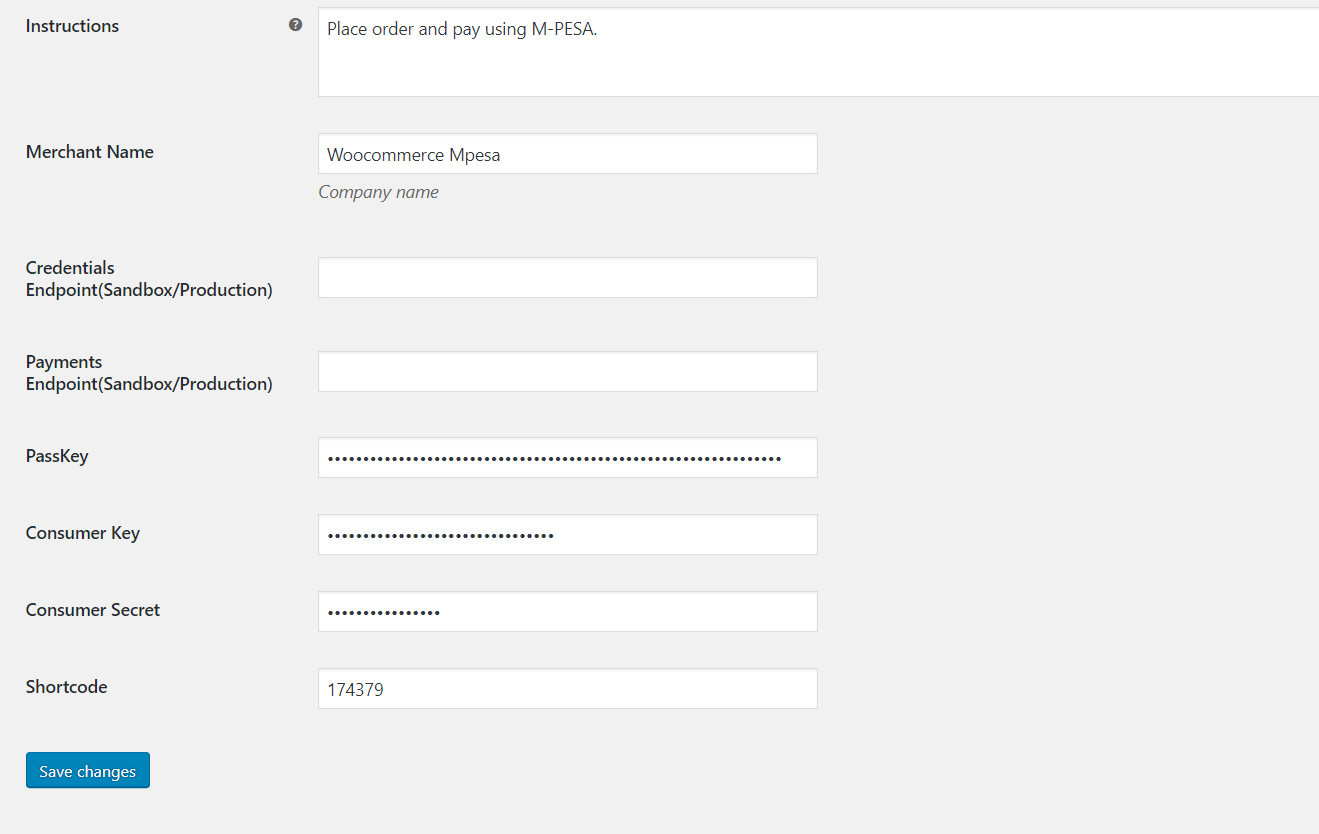 Instructions
?
Place order and pay using M-PESA.
Merchant Name
Woocommerce Mpesa
Company name
Credentials
Endpoint(Sandbox/Production)
Payments
Endpoint(Sandbox/Production)
PassKey
Consumer Key
Consumer Secret
Shortcode
174379
Save changes